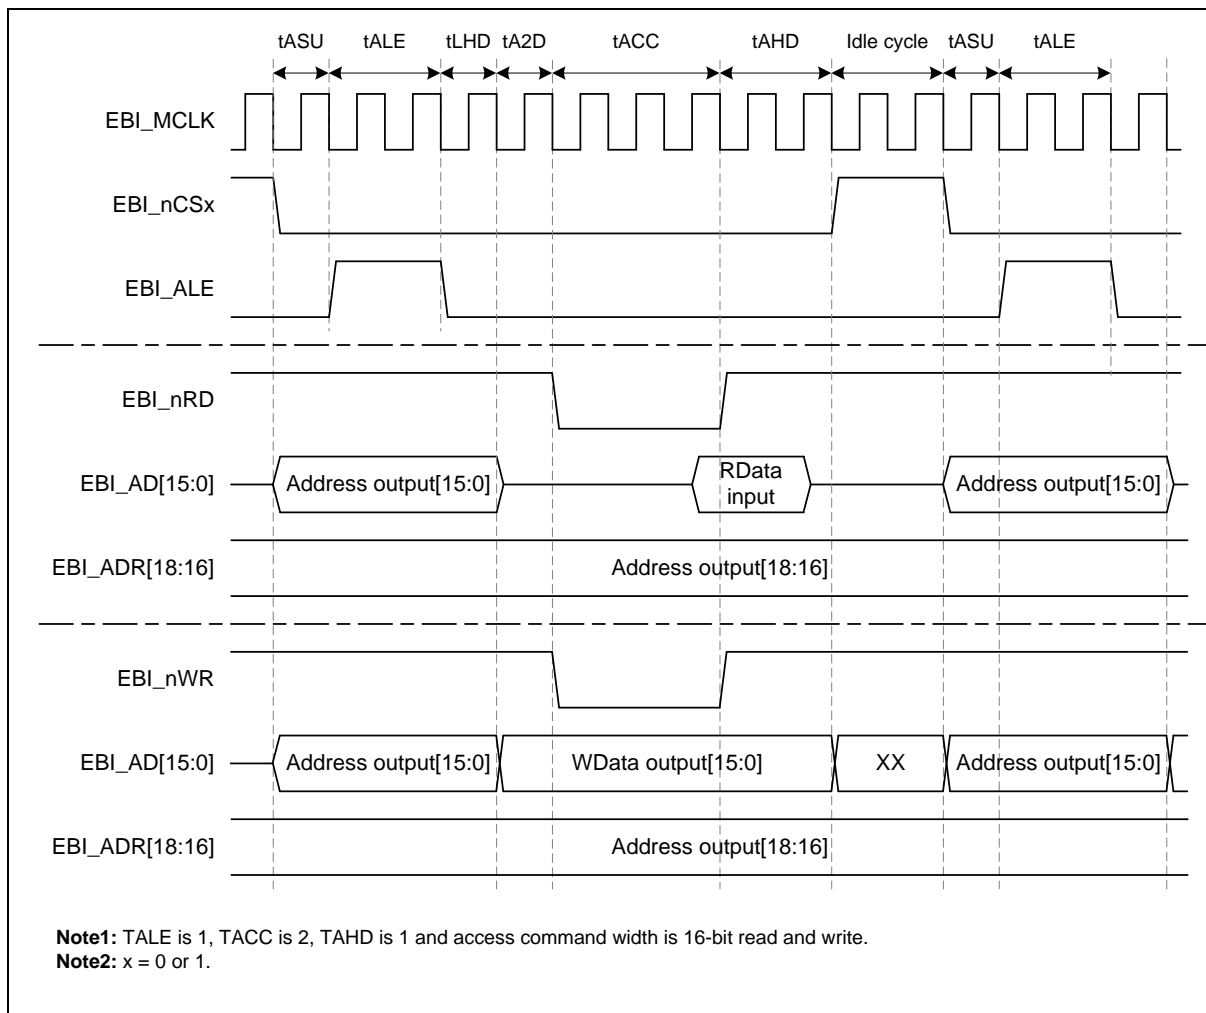 tASU tALE tLHD tA2D tACC tAHD Idle cycle tASU tALE
EBI_MCLK
EBI_nCSx
EBI_ALE
EBI_nRD
EBI_AD[15:0] Address output[15:0] RData input Address output[15:0]
EBI_ADR[18:16] Address output[18:16]
EBI_nWR
EBI_AD[15:0] Address output[15:0] WData output[15:0] XX Address output[15:0]
EBI_ADR[18:16] Address output[18:16]
Note1: TALE is 1, TACC is 2, TAHD is 1 and access command width is 16-bit read and write.
Note2: x = 0 or 1.